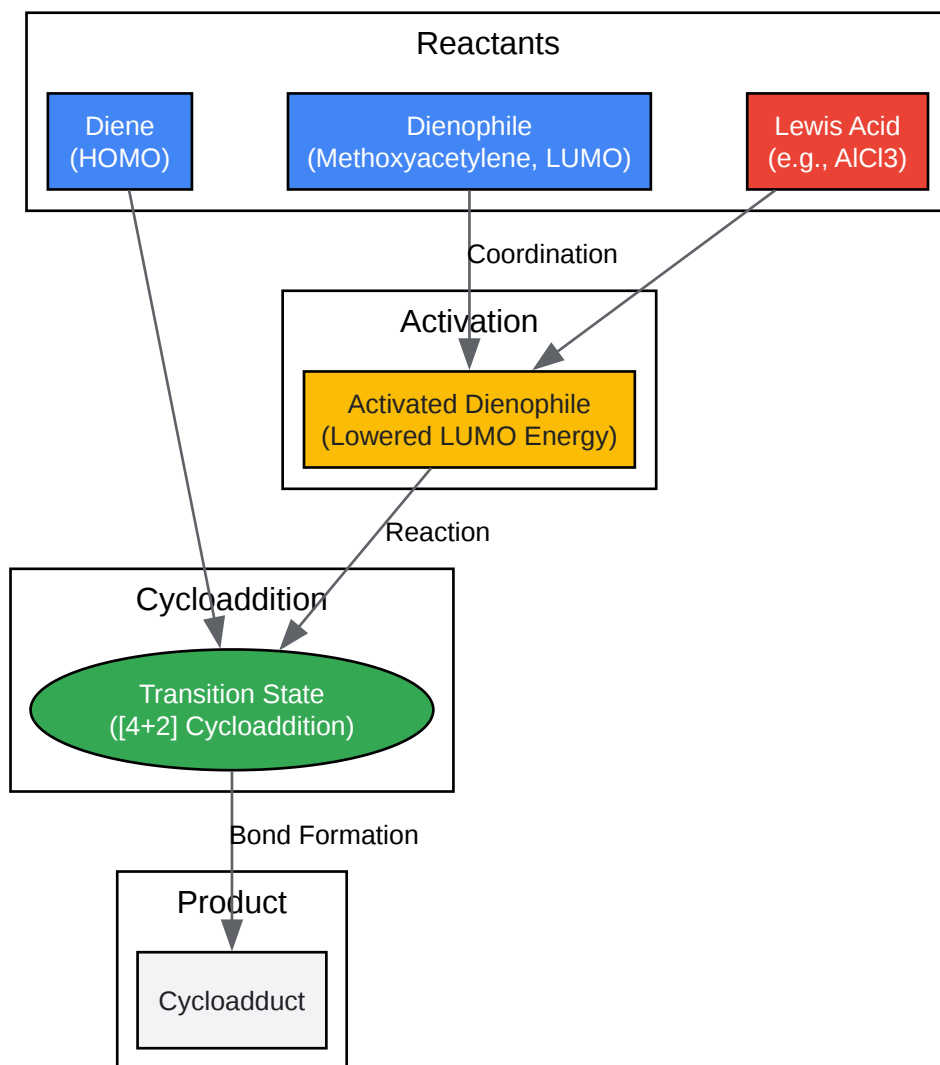 Reactants
Diene
(HOMO)
Dienophile
(Methoxyacetylene, LUMO)
Lewis Acid
(e.g., AlCl3)
Coordination
Activation
Activated Dienophile
(Lowered LUMO Energy)
Reaction
Cycloaddition
Transition State
([4+2] Cycloaddition)
Bond Formation
Product
Cycloadduct